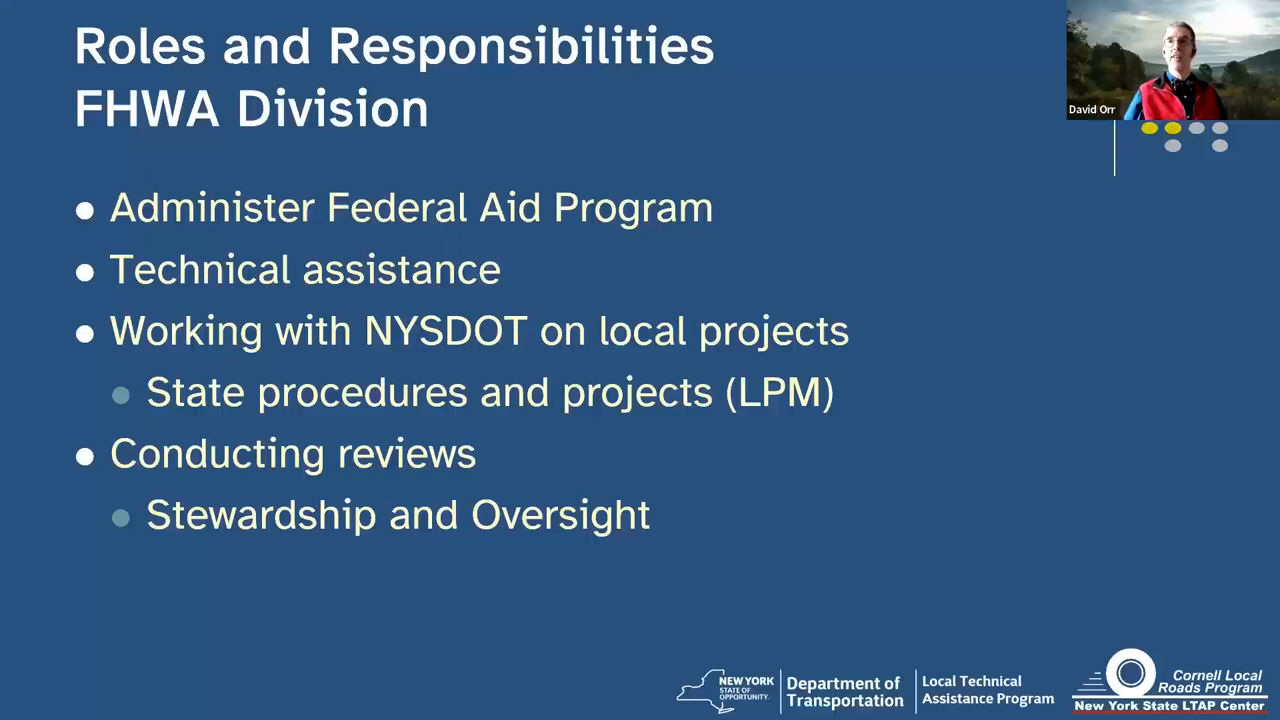 Roles and Responsibilities
FHWA Division
David Orr
● Administer Federal Aid Program
● Technical assistance
● Working with NYSDOT on local projects
● State procedures and projects (LPM)
● Conducting reviews
● Stewardship and Oversight
NEW YORK
STATE OF
OPPORTUNITY.
Department of
Transportation
Local Technical
Assistance Program
Cornell Local
Roads Program
New York State LTAP Center